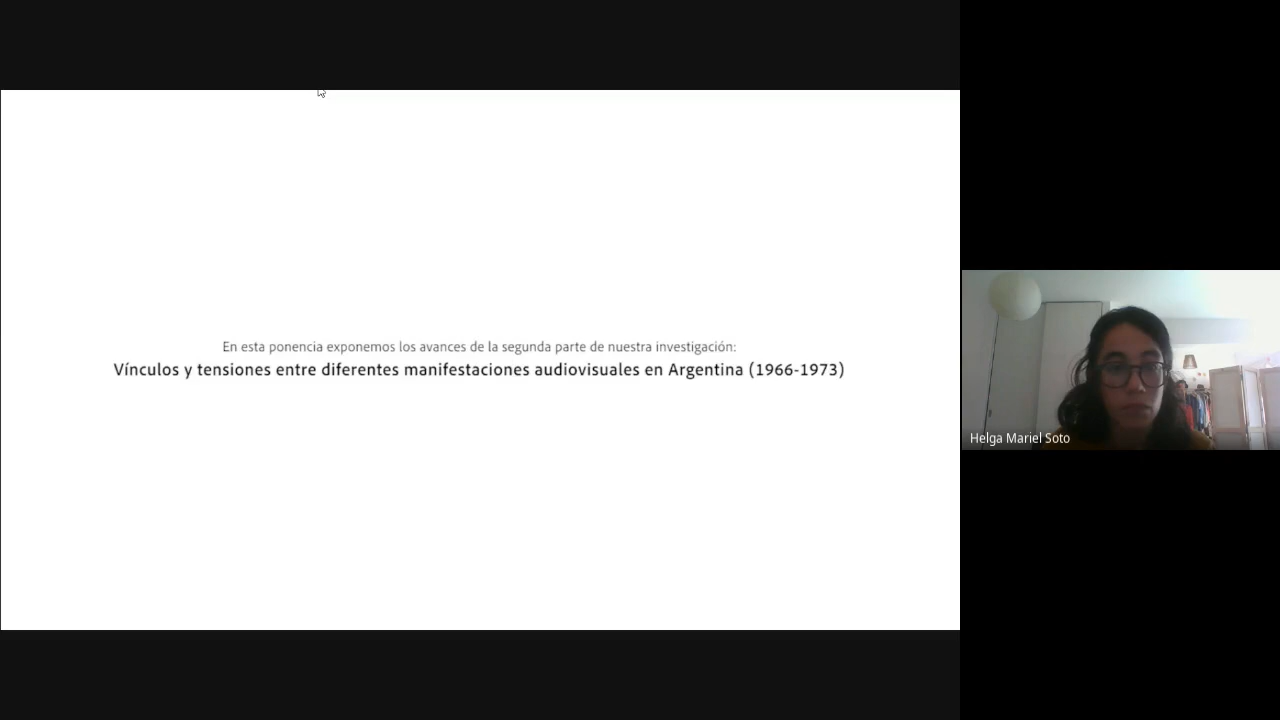 En esta ponencia exponemos los avances de la segunda parte de nuestra investigación:
Vínculos y tensiones entre diferentes manifestaciones audiovisuales en Argentina (1966-1973)
Helga Mariel Soto